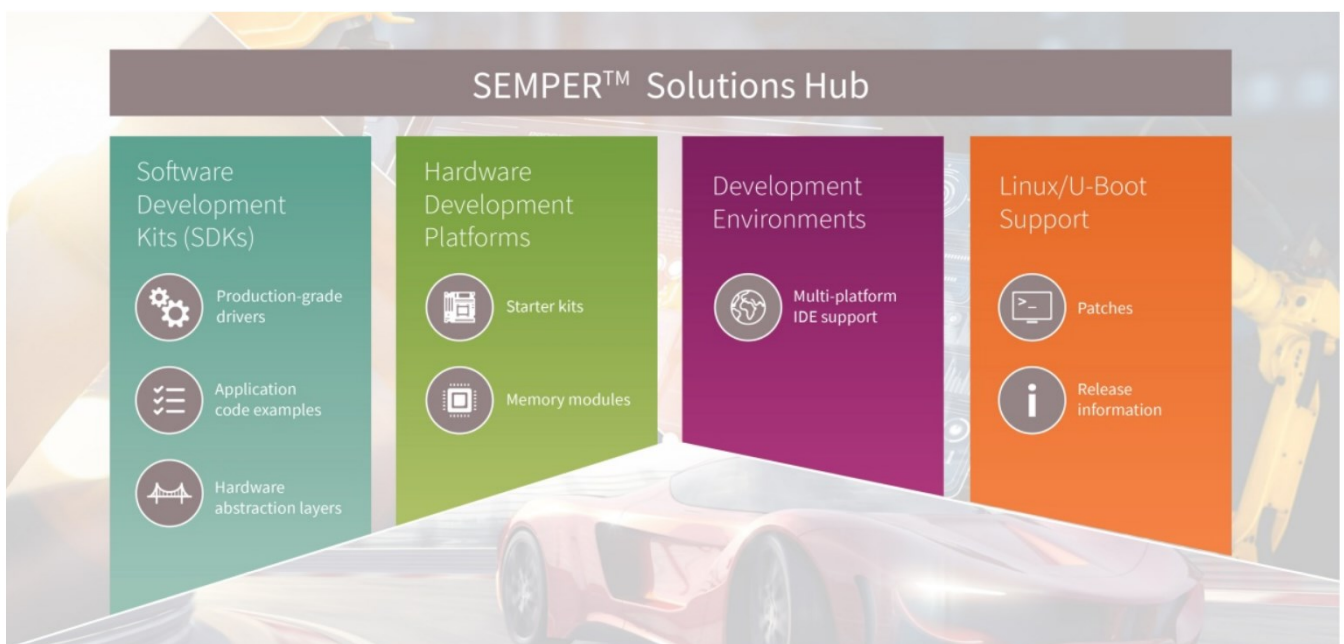 SEMPER™ Solutions Hub
Software
Development
Kits (SDKs)
Production-grade
drivers
Application
code examples
Hardware
abstraction layers
Hardware
Development
Platforms
Starter kits
Memory modules
Development
Environments
Multi-platform
IDE support
Linux/U-Boot
Support
>_
Patches
i
Release
information